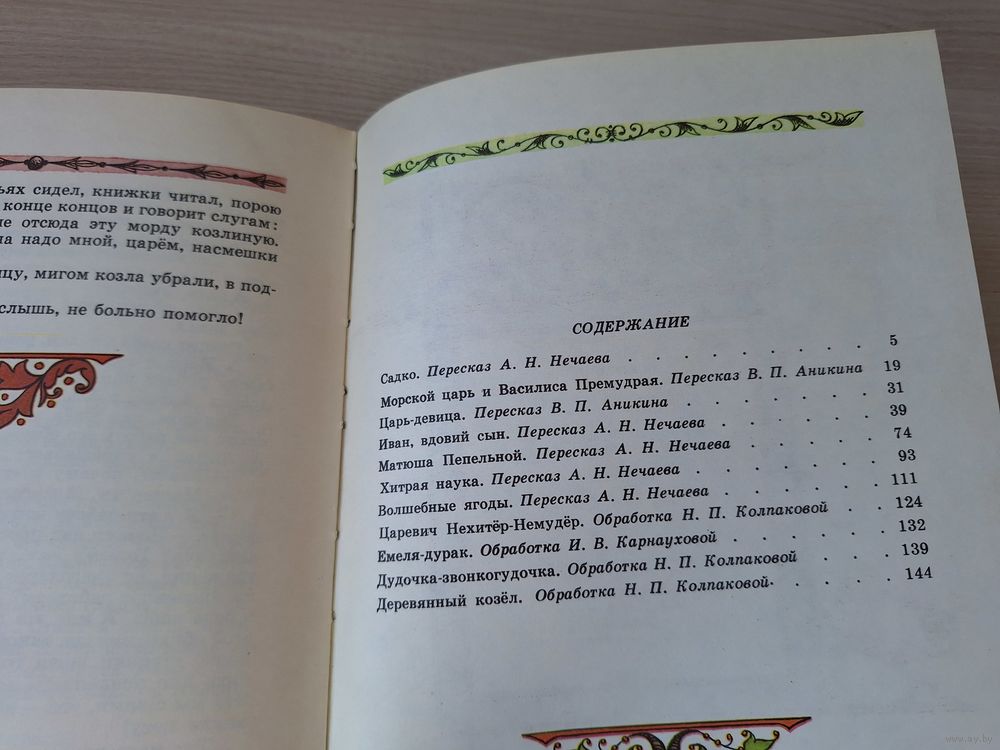 ьях сидел, книжки читал, порою
конце концов и говорит слугам:
отсюда эту морду козлиную.
надо мной, царём, насмешки
мигом козла убрали, в под-
слышь, не больно помогло!
СОДЕРЖАНИЕ
Садко. Пересказ А. Н. Нечаева . . . . . . . . 5
Морской царь и Василиса Премудрая. Пересказ В. П. Аникина 19
Царь-девица. Пересказ В. П. Аникина . . . . . . 31
Иван, вдовий сын. Пересказ А. Н. Нечаева . . . . . 39
Матюша Пепельной. Пересказ А. Н. Нечаева . . . . . 74
Хитрая наука. Пересказ А. Н. Нечаева . . . . . . 93
Волшебные ягоды. Пересказ А. Н. Нечаева . . . . . . 111
Царевич Нехитёр-Немудёр. Обработка Н. П. Колпаковой . . 124
Емеля-дурак. Обработка И. В. Карнауховой . . . . . 132
Дудочка-звонкогудочка. Обработка Н. П. Колпаковой . . . 139
Деревянный козёл. Обработка Н. П. Колпаковой . . . . 144
www.ay.by